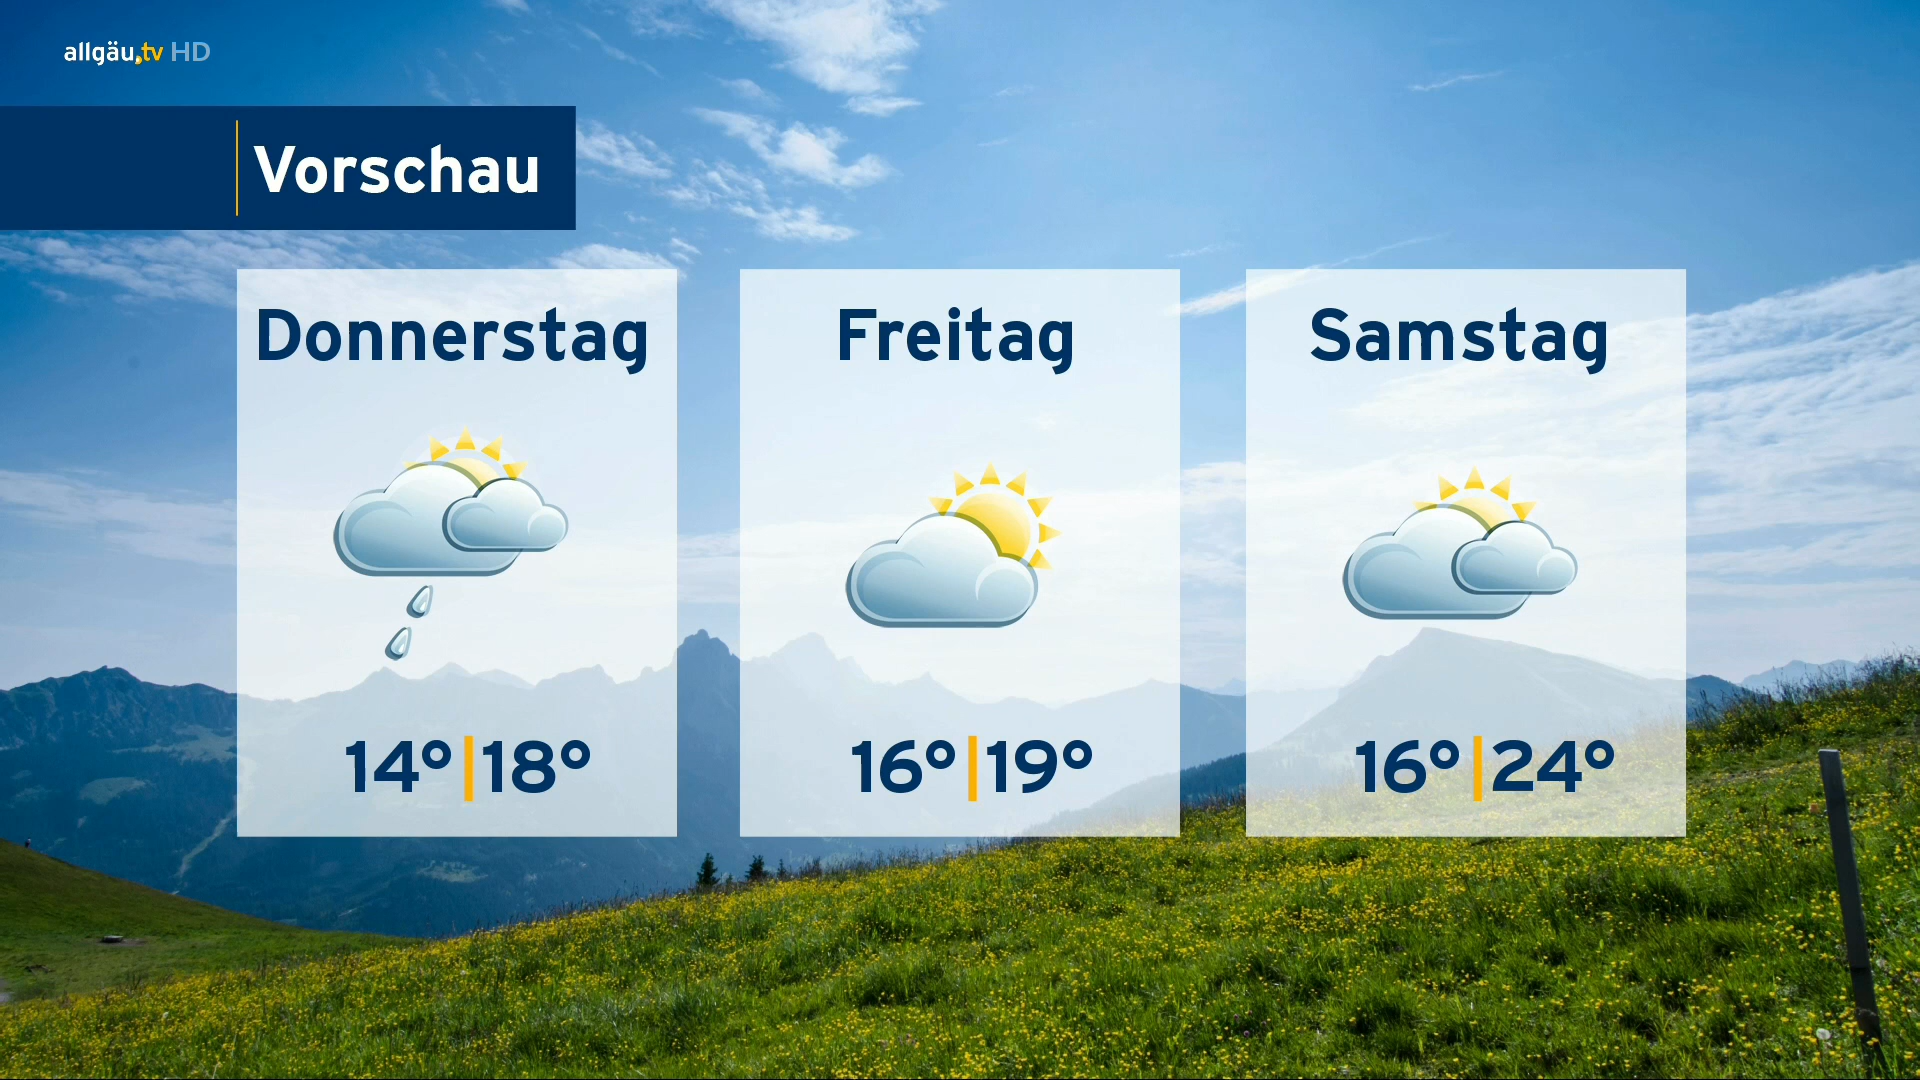 allgäu.tv HD
Vorschau
Donnerstag
Freitag
Samstag
14°|18°
16°|19°
16°|24°